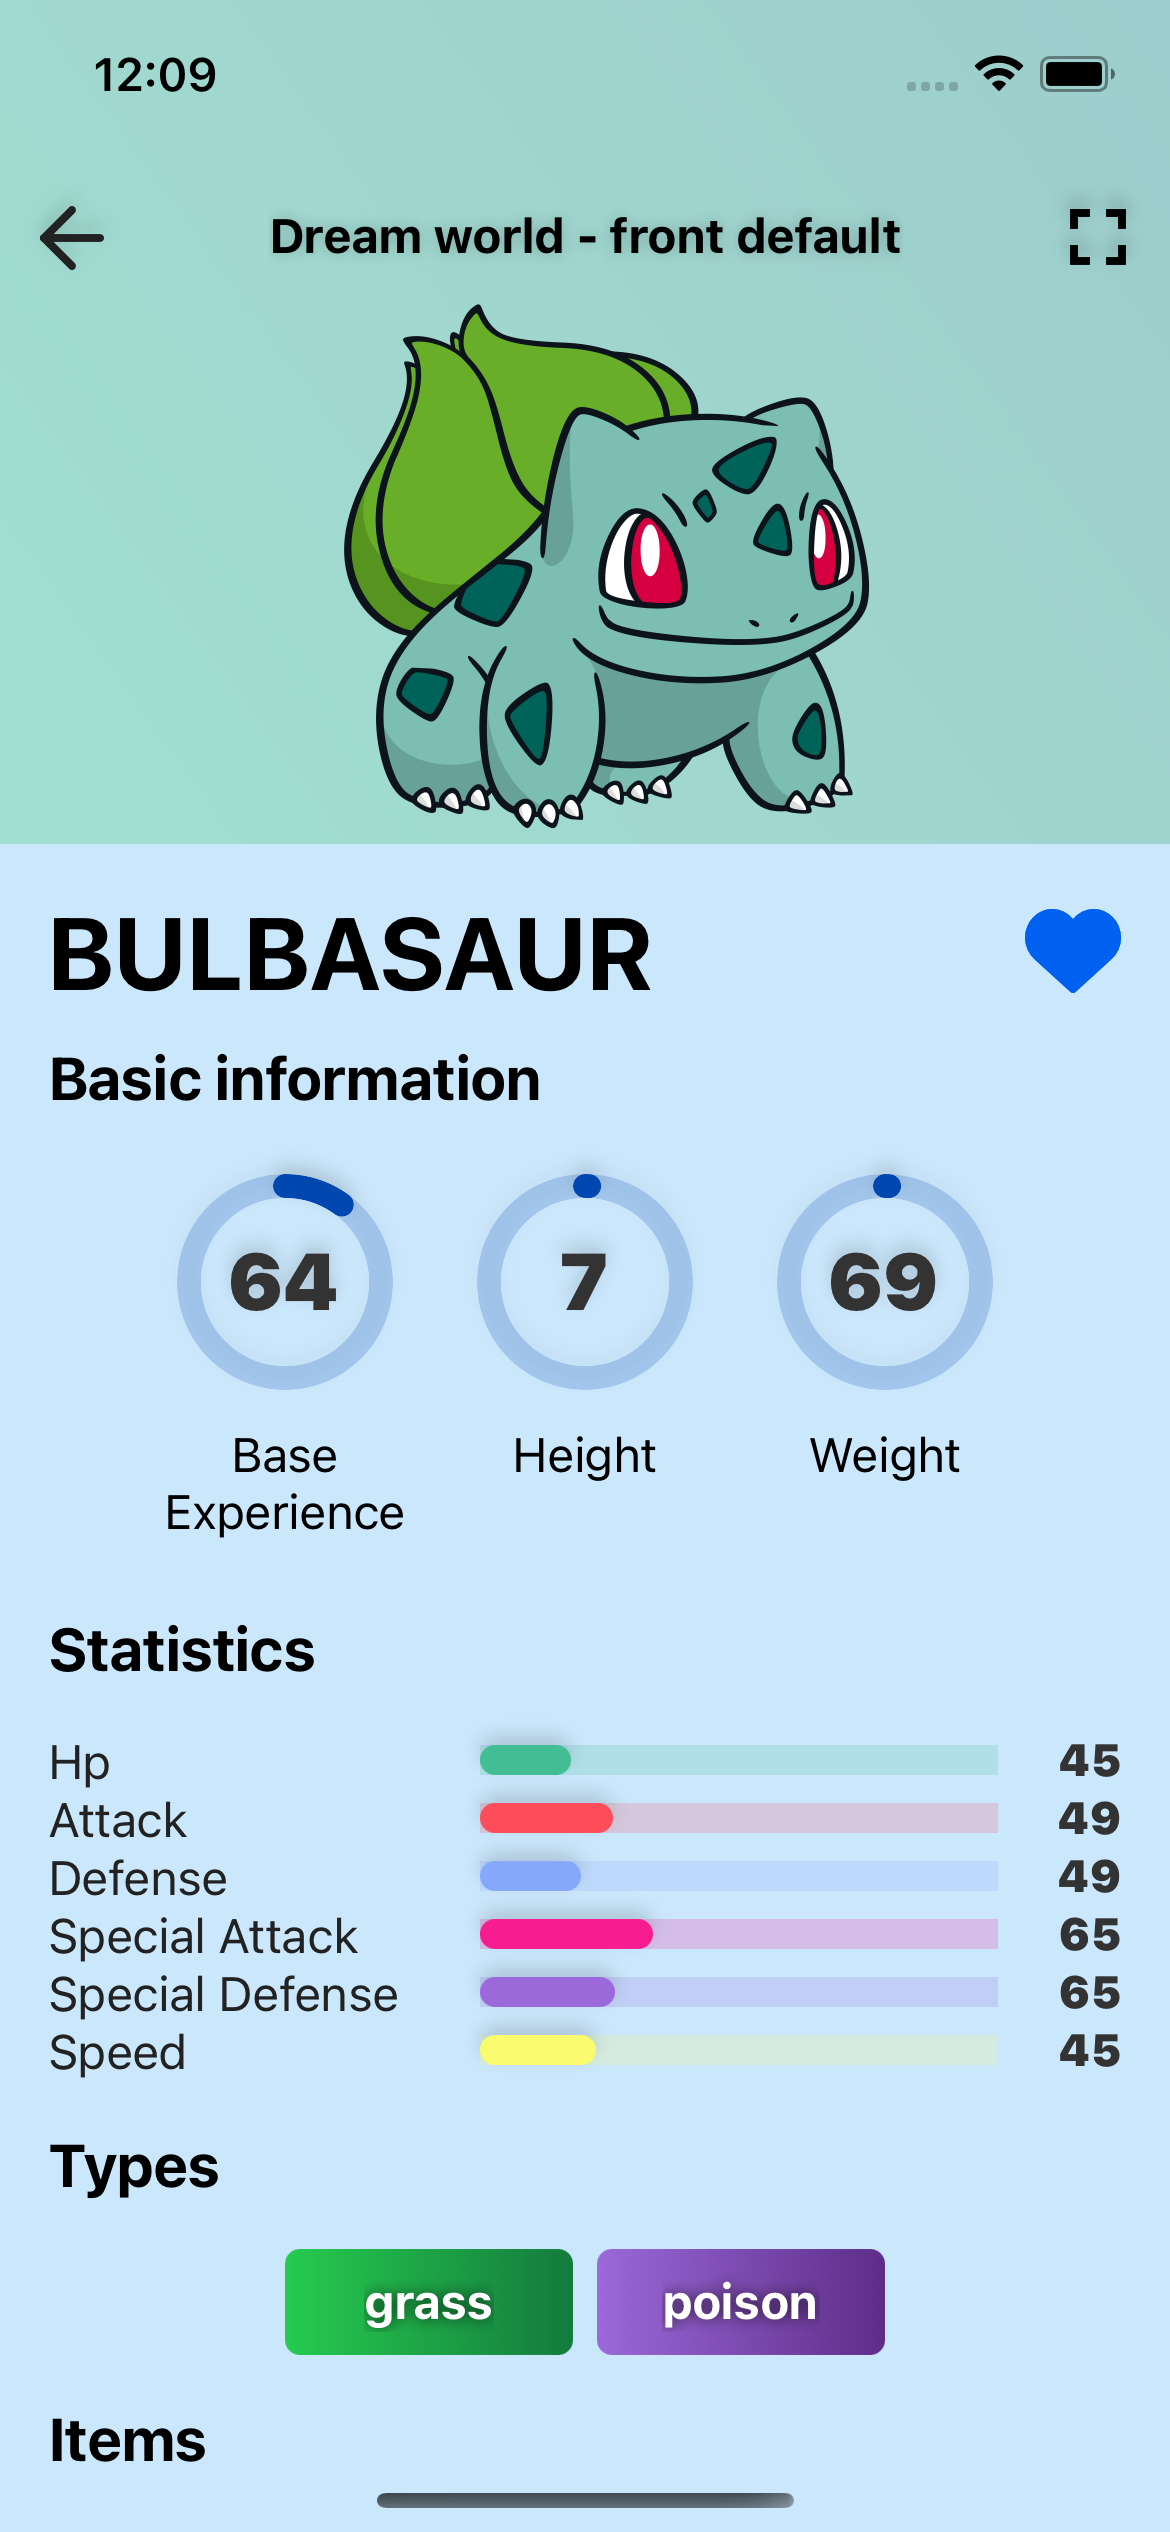 12:09
Dream world - front default
BULBASAUR
Basic information
64
7
69
Base
Experience
Height
Weight
Statistics
Hp 45
Attack 49
Defense 49
Special Attack 65
Special Defense 65
Speed 45
Types
grass
poison
Items